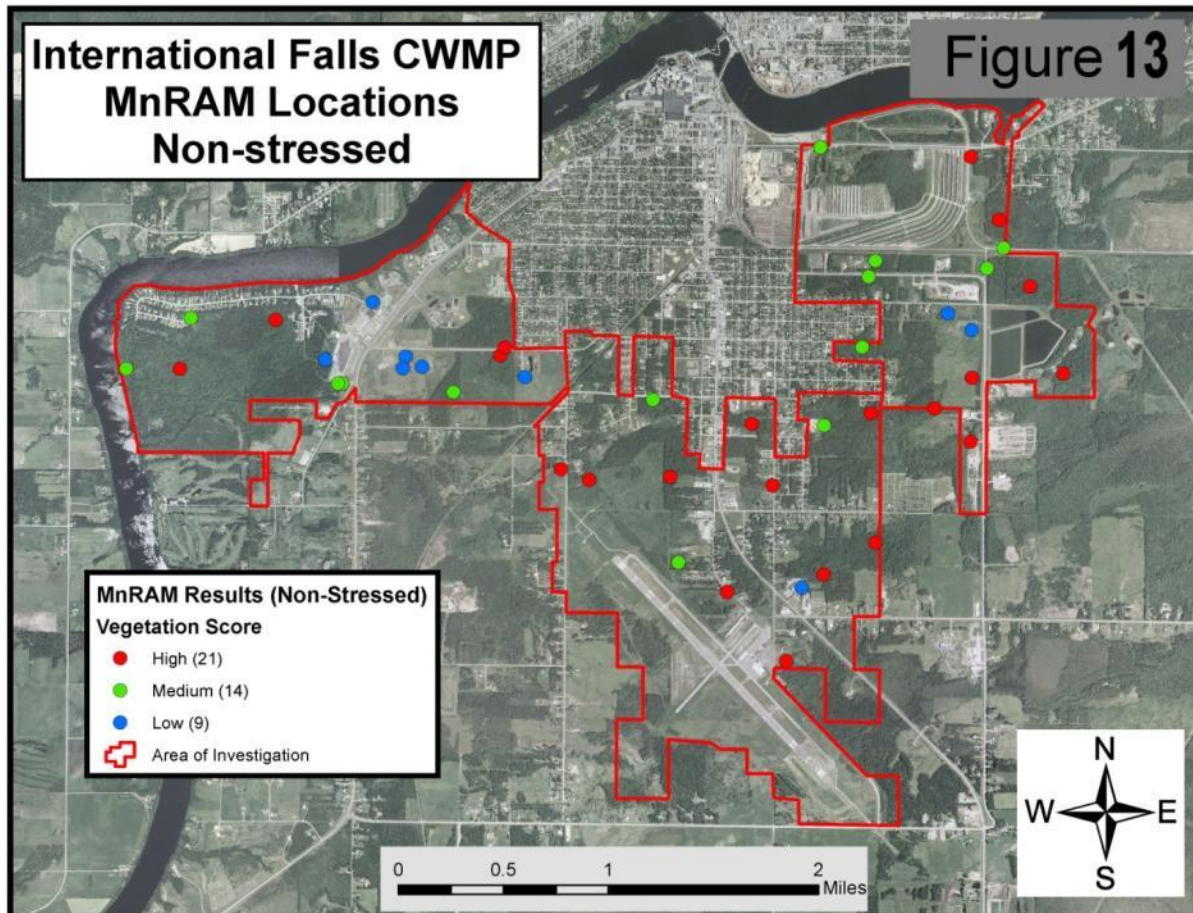 International Falls CWMP
MnRAM Locations
Non-stressed
Figure 13
MnRAM Results (Non-Stressed)
Vegetation Score
High (21)
Medium (14)
Low (9)
Area of Investigation
N
W E
S
0 0.5 1 2
Miles